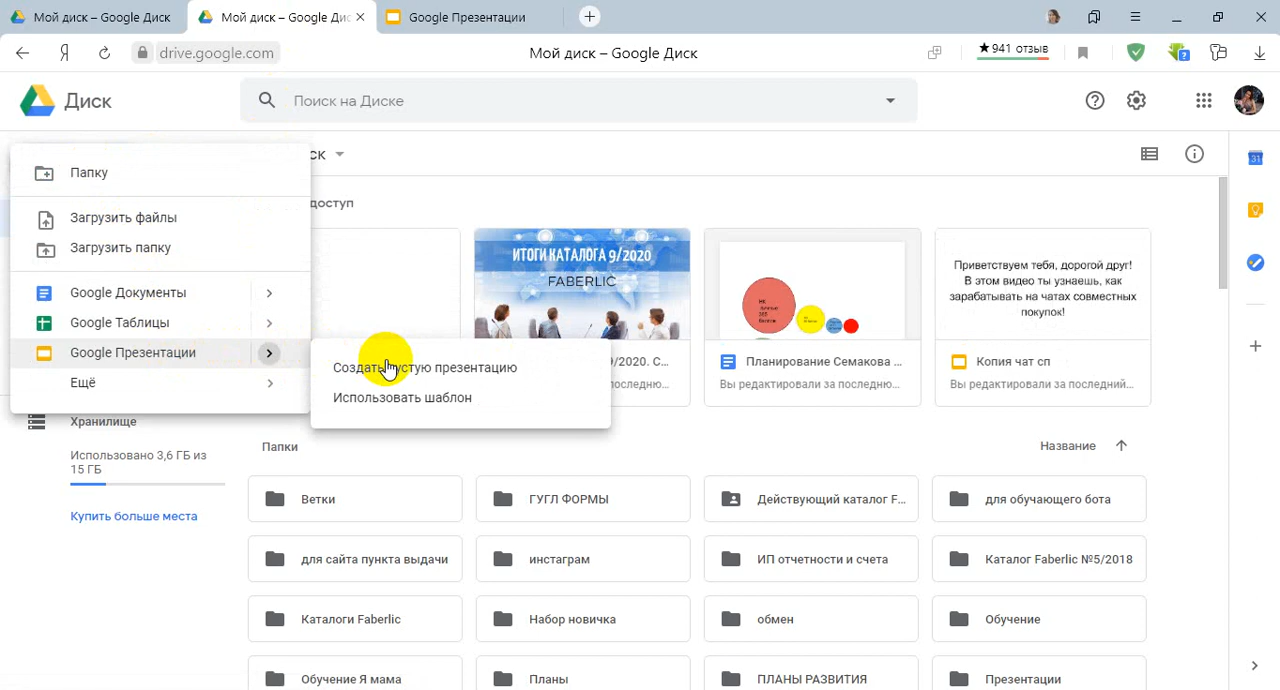 Мой диск – Google Диск
Мой диск – Google Дис
Google Презентации
drive.google.com
Мой диск – Google Диск
★941 отзыв
Диск
Поиск на Диске
ск
доступ
Папку
Загрузить файлы
Загрузить папку
Google Документы
Google Таблицы
Google Презентации
Ещё
Создать пустую презентацию
Использовать шаблон
ИТОГИ КАТАЛОГА 9/2020
FABERLIC
Приветствуем тебя, дорогой друг!
В этом видео ты узнаешь, как
зарабатывать на чатах совместных
покупок!
9/2020. С...
Планирование Семакова ...
Копия чат сп
последню...
Вы редактировали за последню...
Вы редактировали за последний...
Хранилище
Использовано 3,6 ГБ из
15 ГБ
Купить больше места
Папки
Название
Ветки
ГУГЛ ФОРМЫ
Действующий каталог F...
для обучающего бота
для сайта пункта выдачи
инстаграм
ИП отчетности и счета
Каталог Faberlic №5/2018
Каталоги Faberlic
Набор новичка
обмен
Обучение
Обучение Я мама
Планы
ПЛАНЫ РАЗВИТИЯ
Презентации